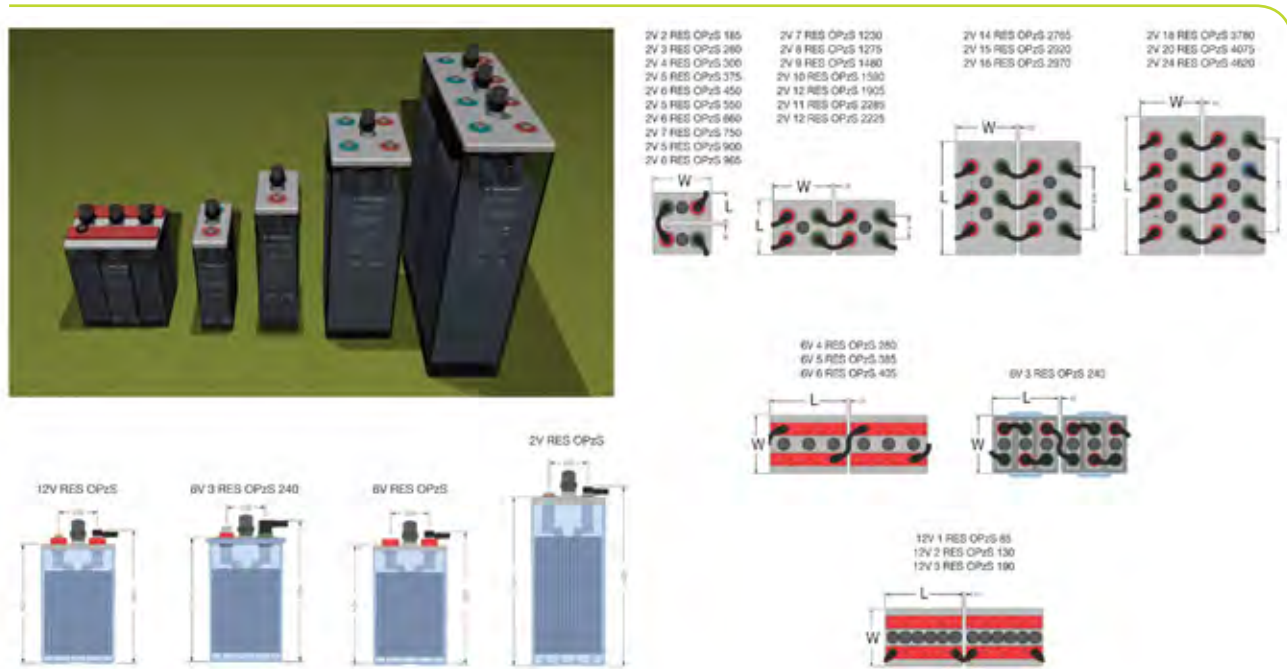 2V 2 RES OPzS 185
2V 3 RES OPzS 260
2V 4 RES OPzS 300
2V 5 RES OPzS 375
2V 6 RES OPzS 450
2V 5 RES OPzS 550
2V 6 RES OPzS 660
2V 7 RES OPzS 750
2V 5 RES OPzS 900
2V 6 RES OPzS 965
W
L
2V 7 RES OPzS 1230
2V 8 RES OPzS 1275
2V 9 RES OPzS 1480
2V 10 RES OPzS
2V 12 RES OPzS 1905
2V 11 RES OPzS 2285
2V 12 RES OPzS 2225
W
L
2V 14 RES OPzS 2765
2V 15 RES OPzS 2920
2V 16 RES OPzS 2970
W
L
2V 18 RES OPzS 3780
2V 20 RES OPzS 4075
2V 24 RES OPzS 4620
W
L
6V 4 RES OPzS 280
6V 5 RES OPzS 385
6V 6 RES OPzS
L
W
6V 3 RES OPzS 240
L
W
12V RES OPzS
6V 3 RES OPzS 240
6V RES OPzS
2V RES OPzS
12V 1 RES OPzS 65
12V 2 RES OPzS 130
12V 3 RES OPzS 190
L
W